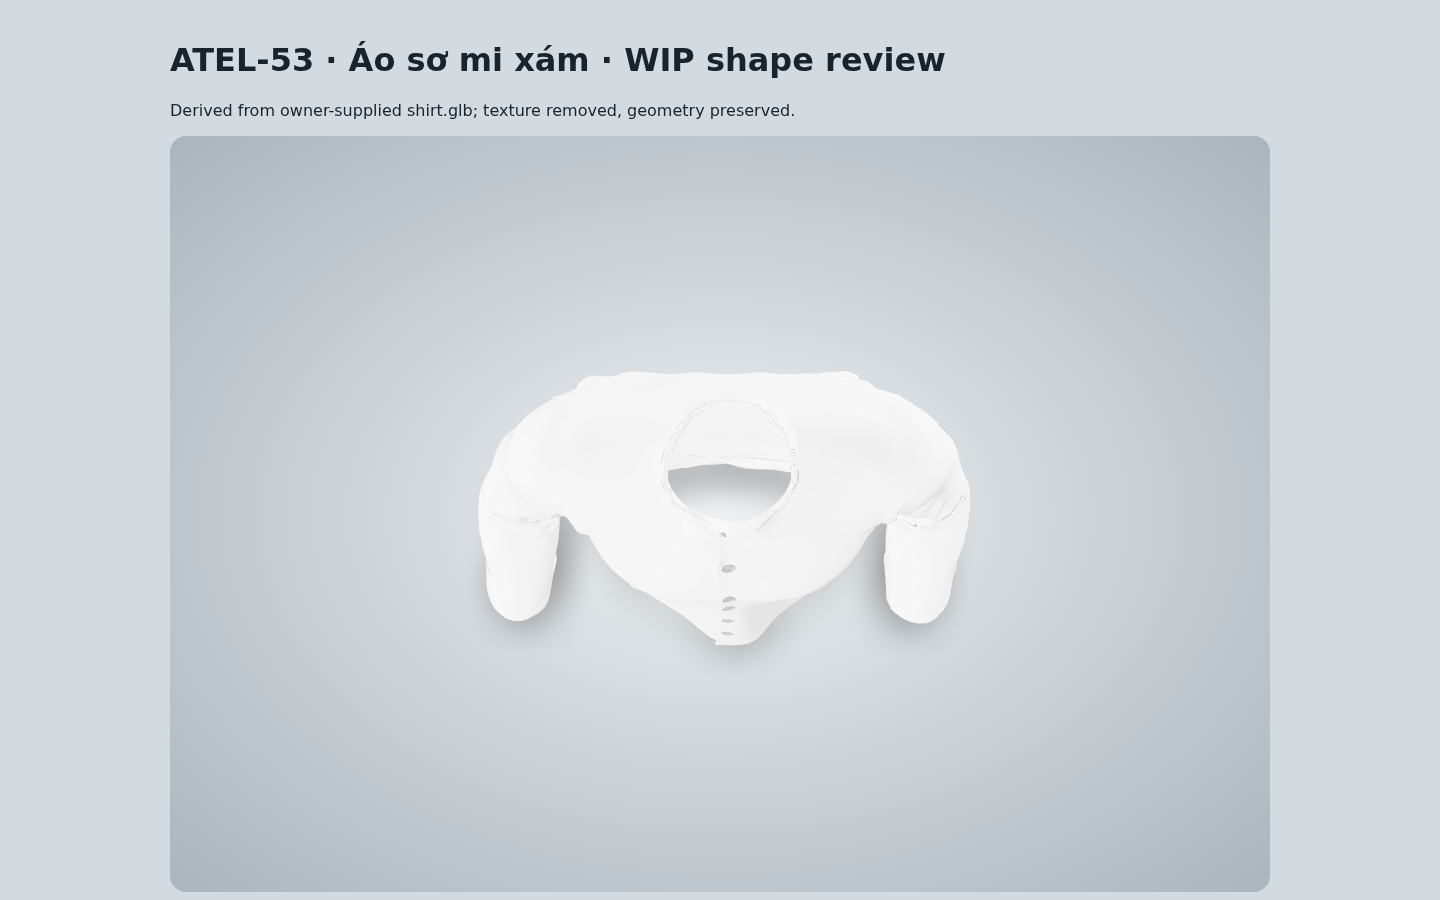 ATEL-53 · Áo sơ mi xám · WIP shape review
Derived from owner-supplied shirt.glb; texture removed, geometry preserved.